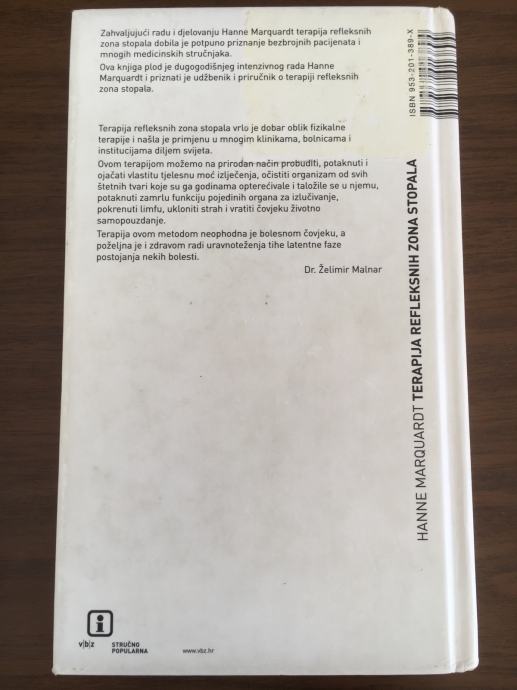 Zahvaljujući radu i djelovanju Hanne Marquardt terapija refleksnih
zona stopala dobila je potpuno priznanje bezbrojnih pacijenata i
mnogih medicinskih stručnjaka.
Ova knjiga plod je dugogodišnjeg intenzivnog rada Hanne
Marquardt i priznati je udžbenik i priručnik o terapiji refleksnih
zona stopala.
Terapija refleksnih zona stopala vrlo je dobar oblik fizikalne
terapije i našla je primjenu u mnogim klinikama, bolnicama i
institucijama diljem svijeta.
Ovom terapijom možemo na prirodan način probuditi, potaknuti i
ojačati vlastitu tjelesnu moć izlječenja, očistiti organizam od svih
štetnih tvari koje su ga godinama opterećivale i taložile se u njemu,
potaknuti zamrlu funkciju pojedinih organa za izlučivanje,
pokrenuti limfu, ukloniti strah i vratiti čovjeku životno
samopouzdanje.
Terapija ovom metodom neophodna je bolesnom čovjeku, a
poželjna je i zdravom radi uravnoteženja tihe latentne faze
postojanja nekih bolesti.
Dr. Želimir Malnar
ISBN 953-201-389-X
HANNE MARQUARDT TERAPIJA REFLEKSNIH ZONA STOPALA
i
v|b|z
STRUČNO
POPULARNA
www.vbz.hr